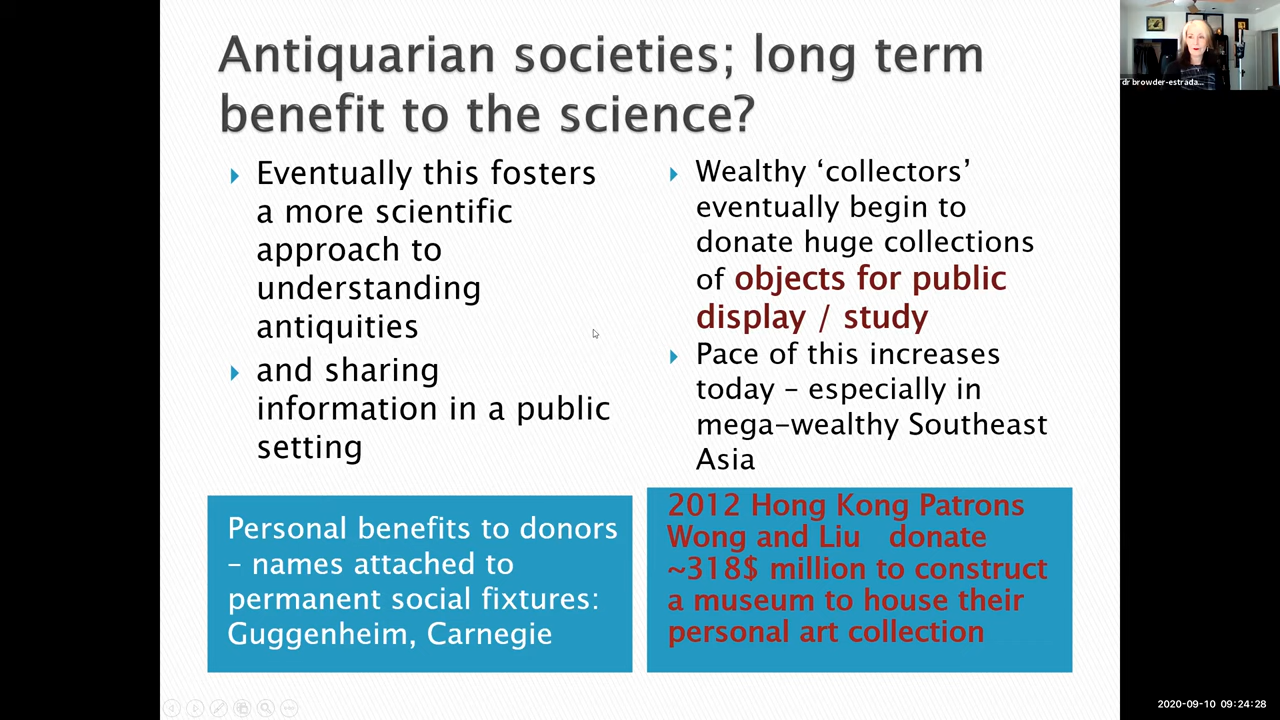 Antiquarian societies; long term
benefit to the science?
Eventually this fosters
a more scientific
approach to
understanding
antiquities
and sharing
information in a public
setting
Wealthy ‘collectors’
eventually begin to
donate huge collections
of objects for public
display / study
Pace of this increases
today – especially in
mega-wealthy Southeast
Asia
Personal benefits to donors
– names attached to
permanent social fixtures:
Guggenheim, Carnegie
2012 Hong Kong Patrons
Wong and Liu donate
~318$ million to construct
a museum to house their
personal art collection
dr browder-estrada...
2020-09-10 09:24:28